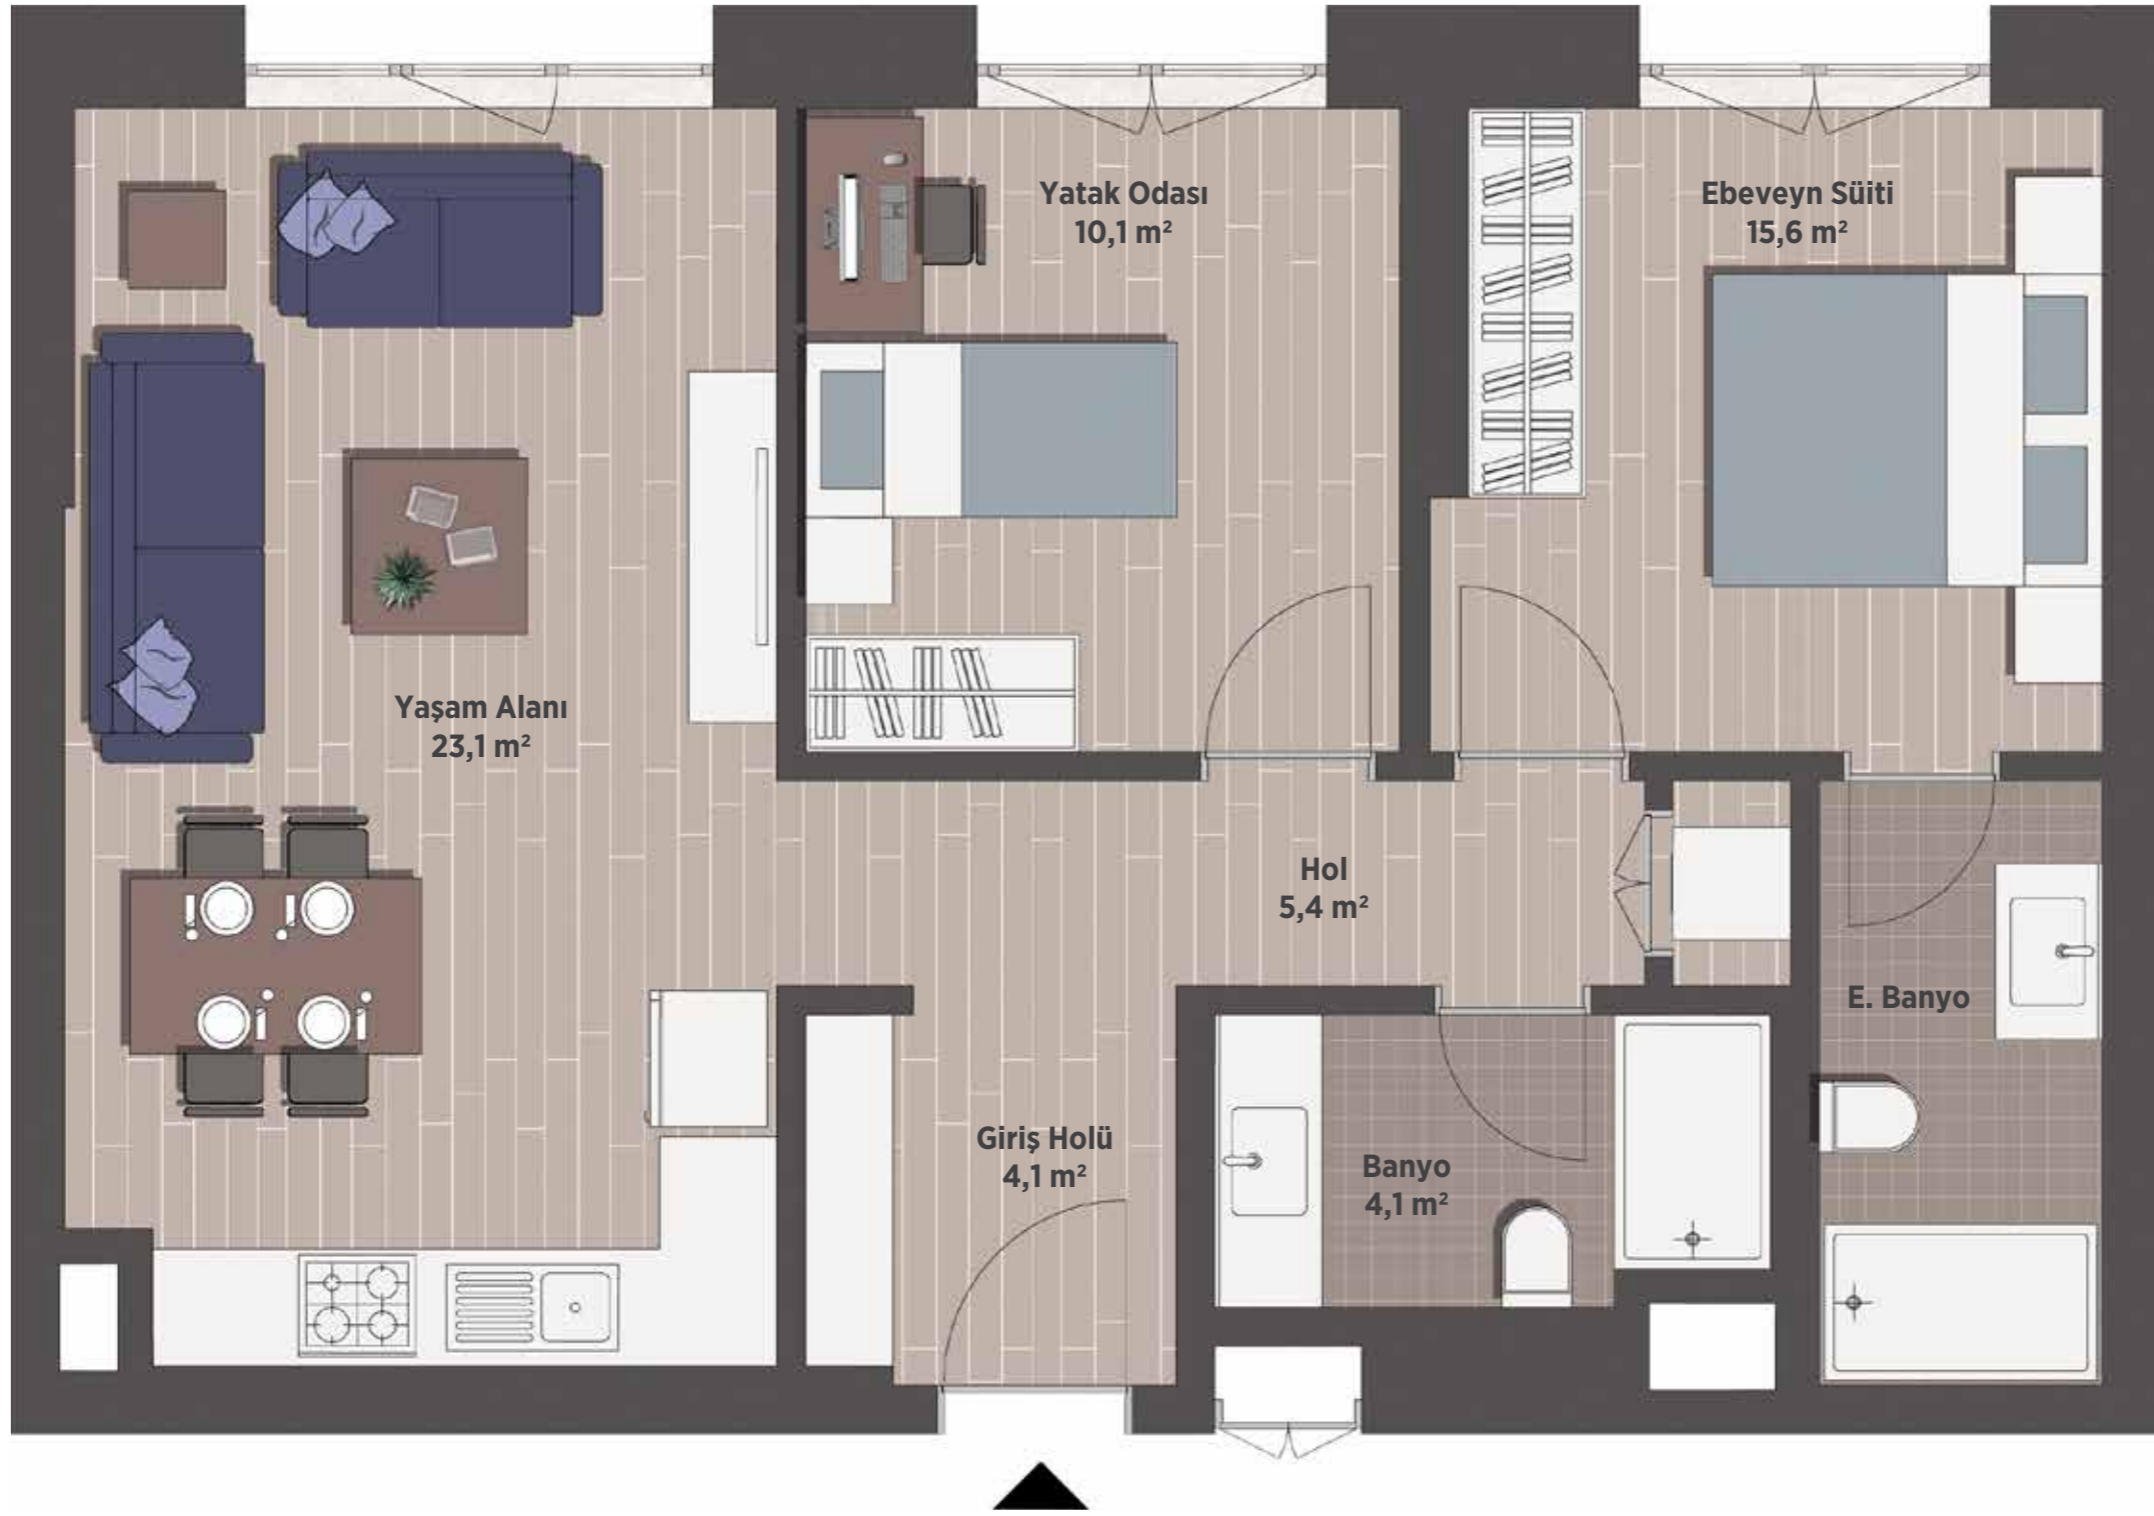 Yatak Odası
10,1 m²
Ebeveyn Süiti
15,6 m²
Yaşam Alanı
23,1 m²
Hol
5,4 m²
E. Banyo
Giriş Holü
4,1 m²
Banyo
4,1 m²